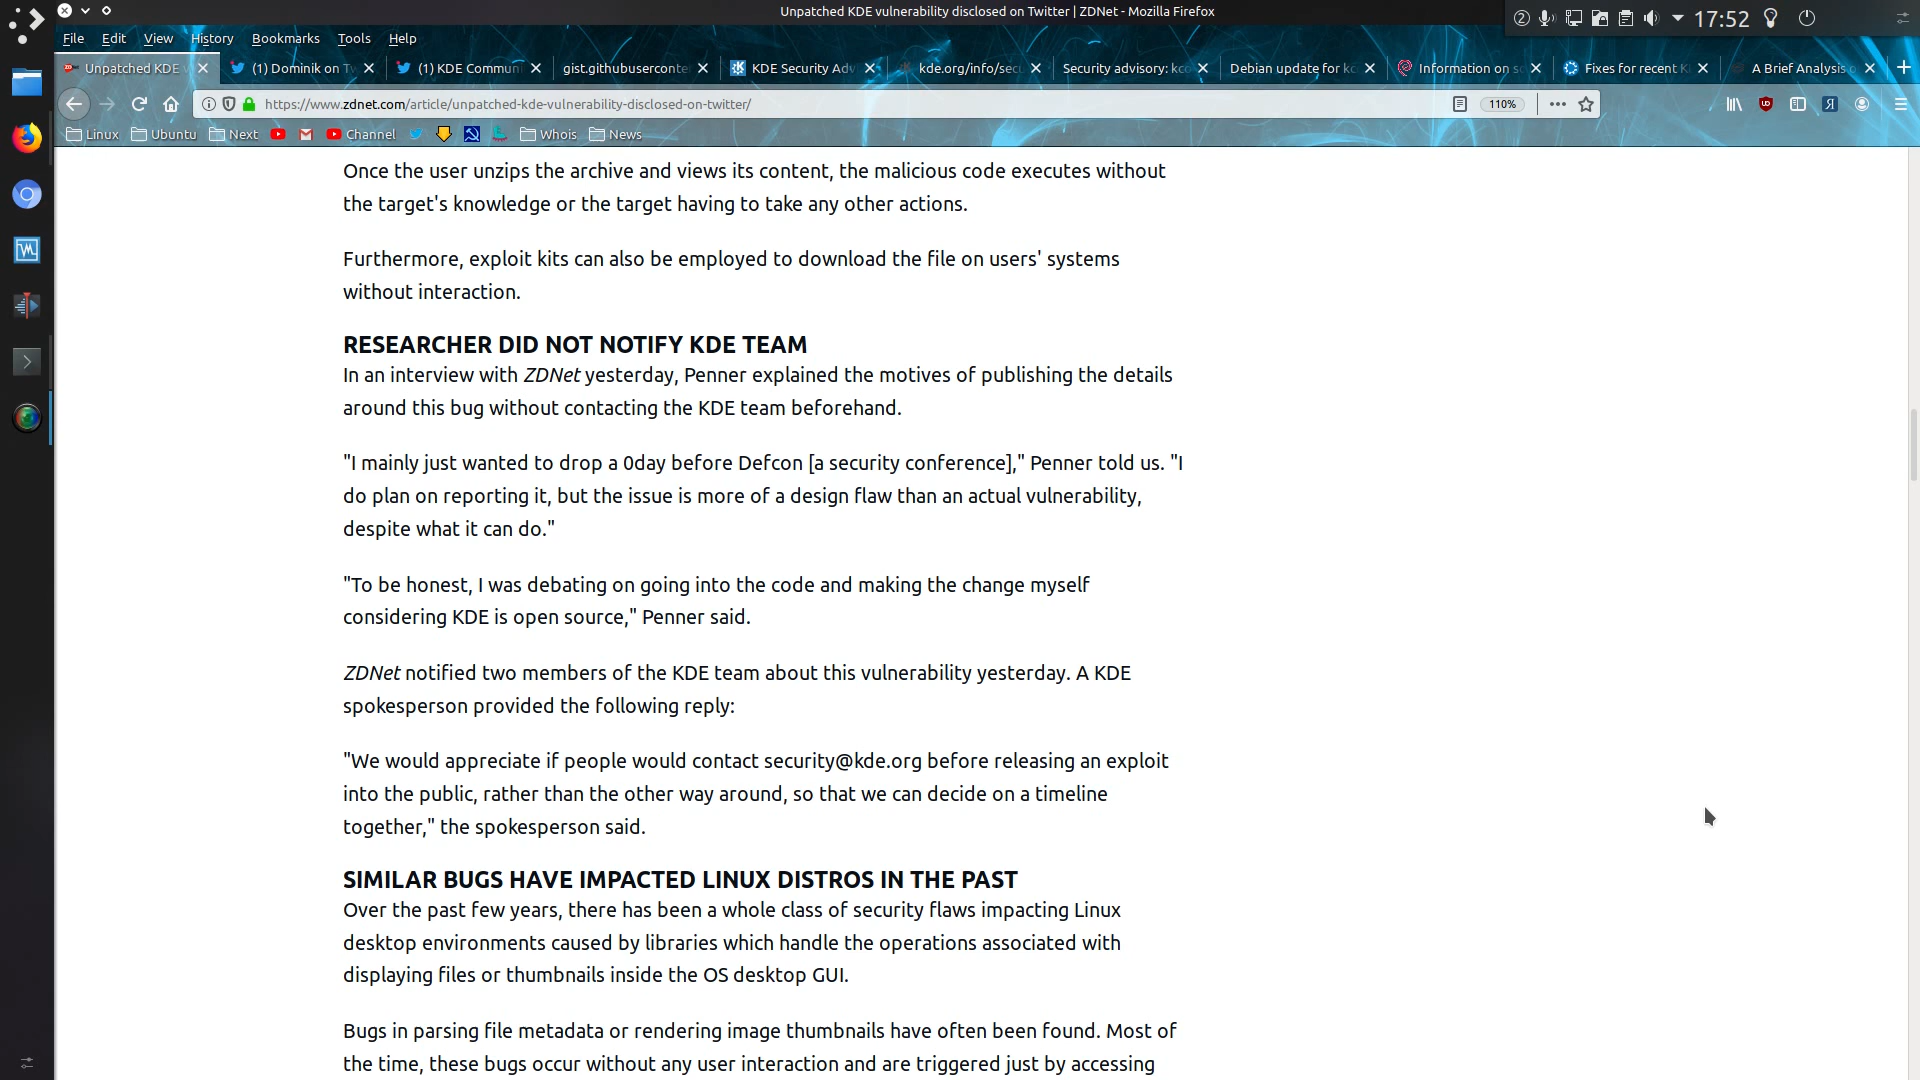 Unpatched KDE vulnerability disclosed on Twitter | ZDNet - Mozilla Firefox
17:52
File Edit View History Bookmarks Tools Help
Unpatched KDE
(1) Dominik on Tw
(1) KDE Commun
gist.githubuserconte
KDE Security Adv
kde.org/info/secu
Security advisory: kco
Debian update for kc
Information on so
Fixes for recent K
A Brief Analysis o
https://www.zdnet.com/article/unpatched-kde-vulnerability-disclosed-on-twitter/
110%
Linux Ubuntu Next Channel Whois News
Once the user unzips the archive and views its content, the malicious code executes without
the target's knowledge or the target having to take any other actions.
Furthermore, exploit kits can also be employed to download the file on users' systems
without interaction.
RESEARCHER DID NOT NOTIFY KDE TEAM
In an interview with ZDNet yesterday, Penner explained the motives of publishing the details
around this bug without contacting the KDE team beforehand.
"I mainly just wanted to drop a 0day before Defcon [a security conference]," Penner told us. "I
do plan on reporting it, but the issue is more of a design flaw than an actual vulnerability,
despite what it can do."
"To be honest, I was debating on going into the code and making the change myself
considering KDE is open source," Penner said.
ZDNet notified two members of the KDE team about this vulnerability yesterday. A KDE
spokesperson provided the following reply:
"We would appreciate if people would contact security@kde.org before releasing an exploit
into the public, rather than the other way around, so that we can decide on a timeline
together," the spokesperson said.
SIMILAR BUGS HAVE IMPACTED LINUX DISTROS IN THE PAST
Over the past few years, there has been a whole class of security flaws impacting Linux
desktop environments caused by libraries which handle the operations associated with
displaying files or thumbnails inside the OS desktop GUI.
Bugs in parsing file metadata or rendering image thumbnails have often been found. Most of
the time, these bugs occur without any user interaction and are triggered just by accessing